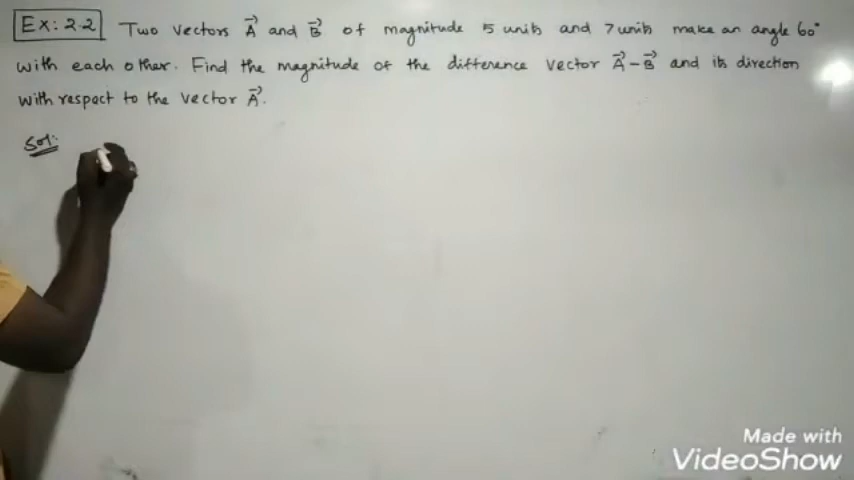 Ex: 2.2 Two vectors A⃗ and B⃗ of magnitude 5 units and 7 units make an angle 60°
with each other. Find the magnitude of the difference vector A⃗ - B⃗ and its direction
with respect to the vector A⃗.
Sol:
Made with
VideoShow